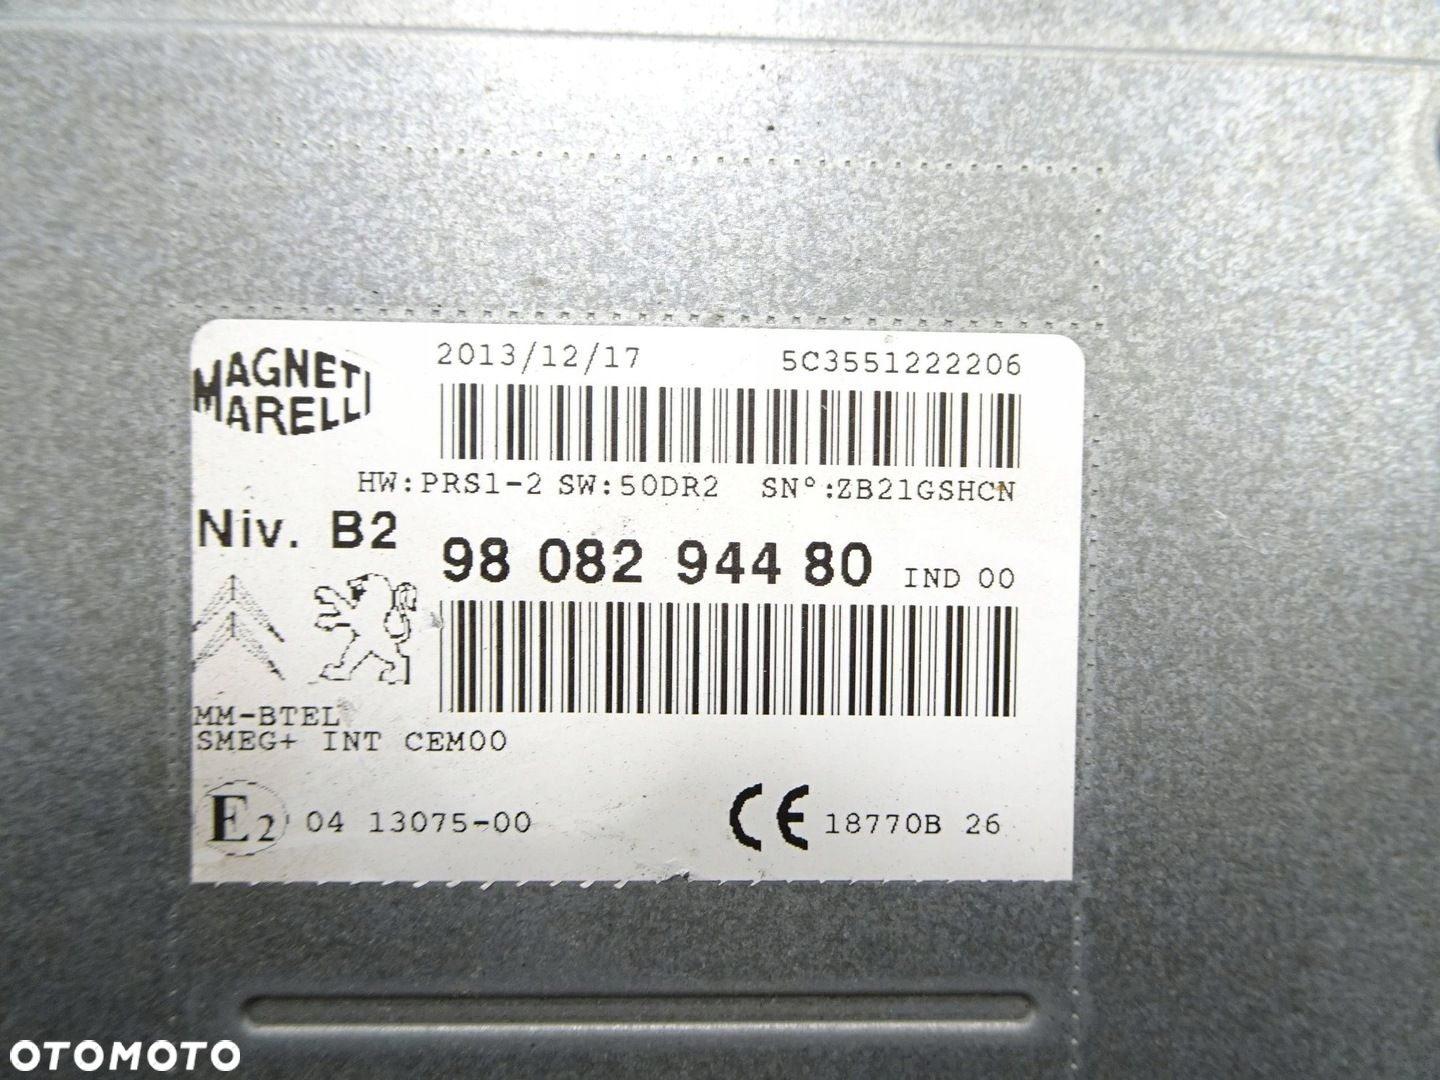 MAGNETI
MARELLI
2013/12/17 5C3551222206
HW:PRS1-2 SW:50DR2 SN°:ZB21GSHCN
Niv. B2
98 082 944 80 IND 00
MM-BTEL
SMEG+ INT CEM00
E2 04 13075-00 CE 18770B 26
OTOMOTO